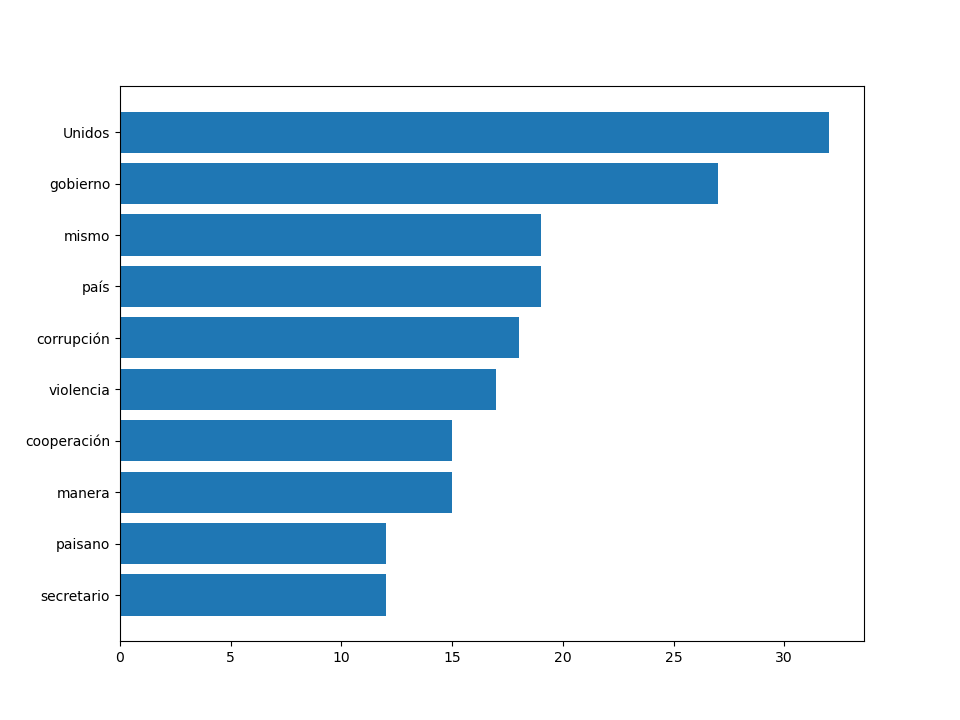 Unidos
gobierno
mismo
país
corrupción
violencia
cooperación
manera
paisano
secretario
0 5 10 15 20 25 30